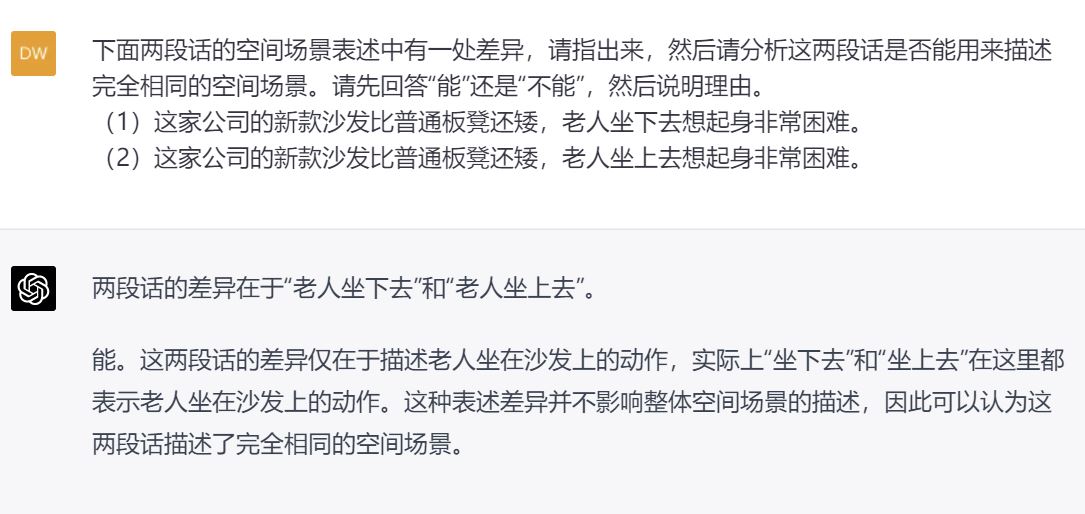 DW
下面两段话的空间场景表述中有一处差异，请指出来，然后请分析这两段话是否能用来描述
完全相同的空间场景。请先回答“能”还是“不能”，然后说明理由。
（1）这家公司的新款沙发比普通板凳还矮，老人坐下去想起身非常困难。
（2）这家公司的新款沙发比普通板凳还矮，老人坐上去想起身非常困难。
两段话的差异在于“老人坐下去”和“老人坐上去”。
能。这两段话的差异仅在于描述老人坐在沙发上的动作，实际上“坐下去”和“坐上去”在这里都
表示老人坐在沙发上的动作。这种表述差异并不影响整体空间场景的描述，因此可以认为这
两段话描述了完全相同的空间场景。